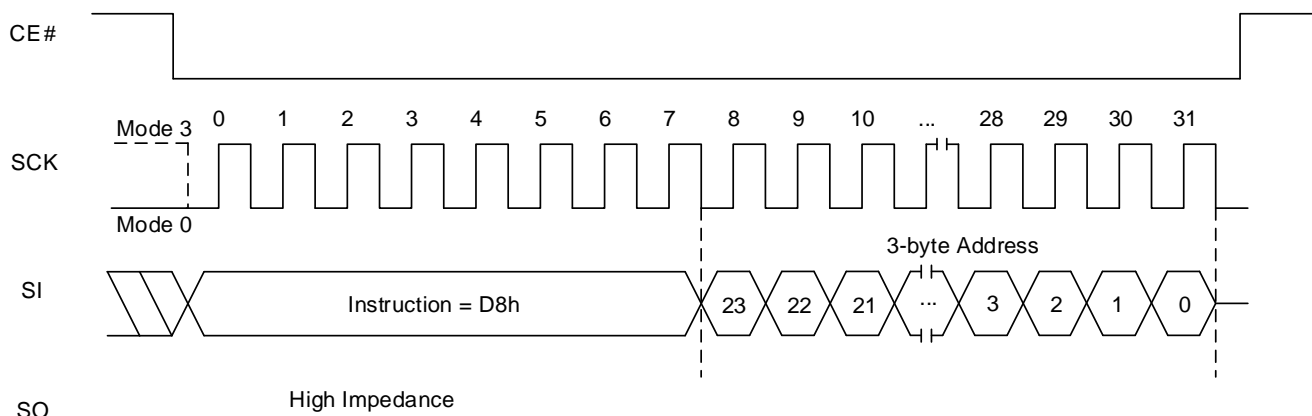 CE#
0 1 2 3 4 5 6 7 8 9 10 ... 28 29 30 31
Mode 3
SCK
Mode 0
3-byte Address
SI Instruction = D8h 23 22 21 ... 3 2 1 0
High Impedance
SO